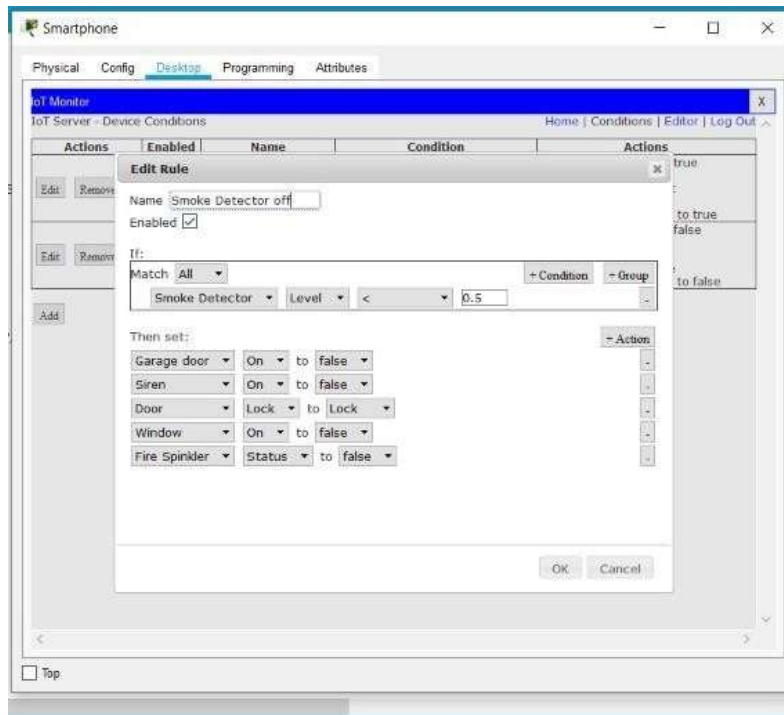 Smartphone
Physical Config Desktop Programming Attributes
IoT Monitor X
IoT Server - Device Conditions Home | Conditions | Editor | Log Out
Actions Enabled Name Condition Actions
Edit Rule
true
Edit Remove
Name Smoke Detector off
to true
Enabled
false
If:
Edit Remove
Match All + Condition + Group
to false
Smoke Detector Level < 0.5 -
Add
Then set: + Action
Garage door On to false -
Siren On to false -
Door Lock to Lock -
Window On to false -
Fire Spinkler Status to false -
OK Cancel
Top